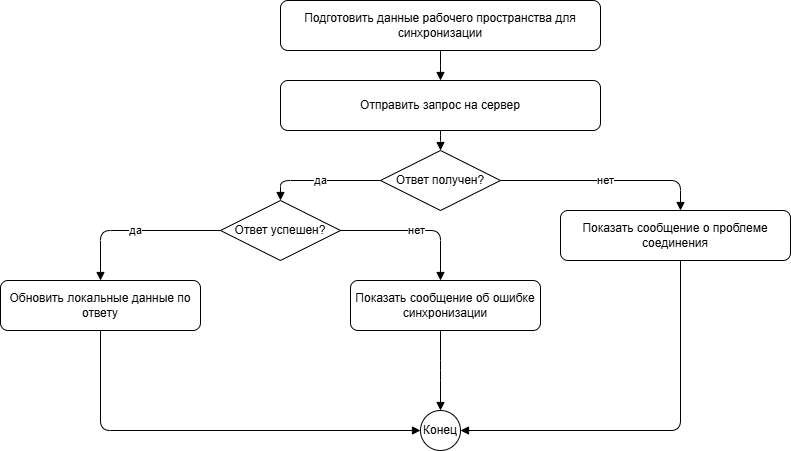 Подготовить данные рабочего пространства для
синхронизации
Отправить запрос на сервер
Ответ получен?
да
нет
Ответ успешен?
да
нет
Показать сообщение о проблеме
соединения
Обновить локальные данные по
ответу
Показать сообщение об ошибке
синхронизации
Конец